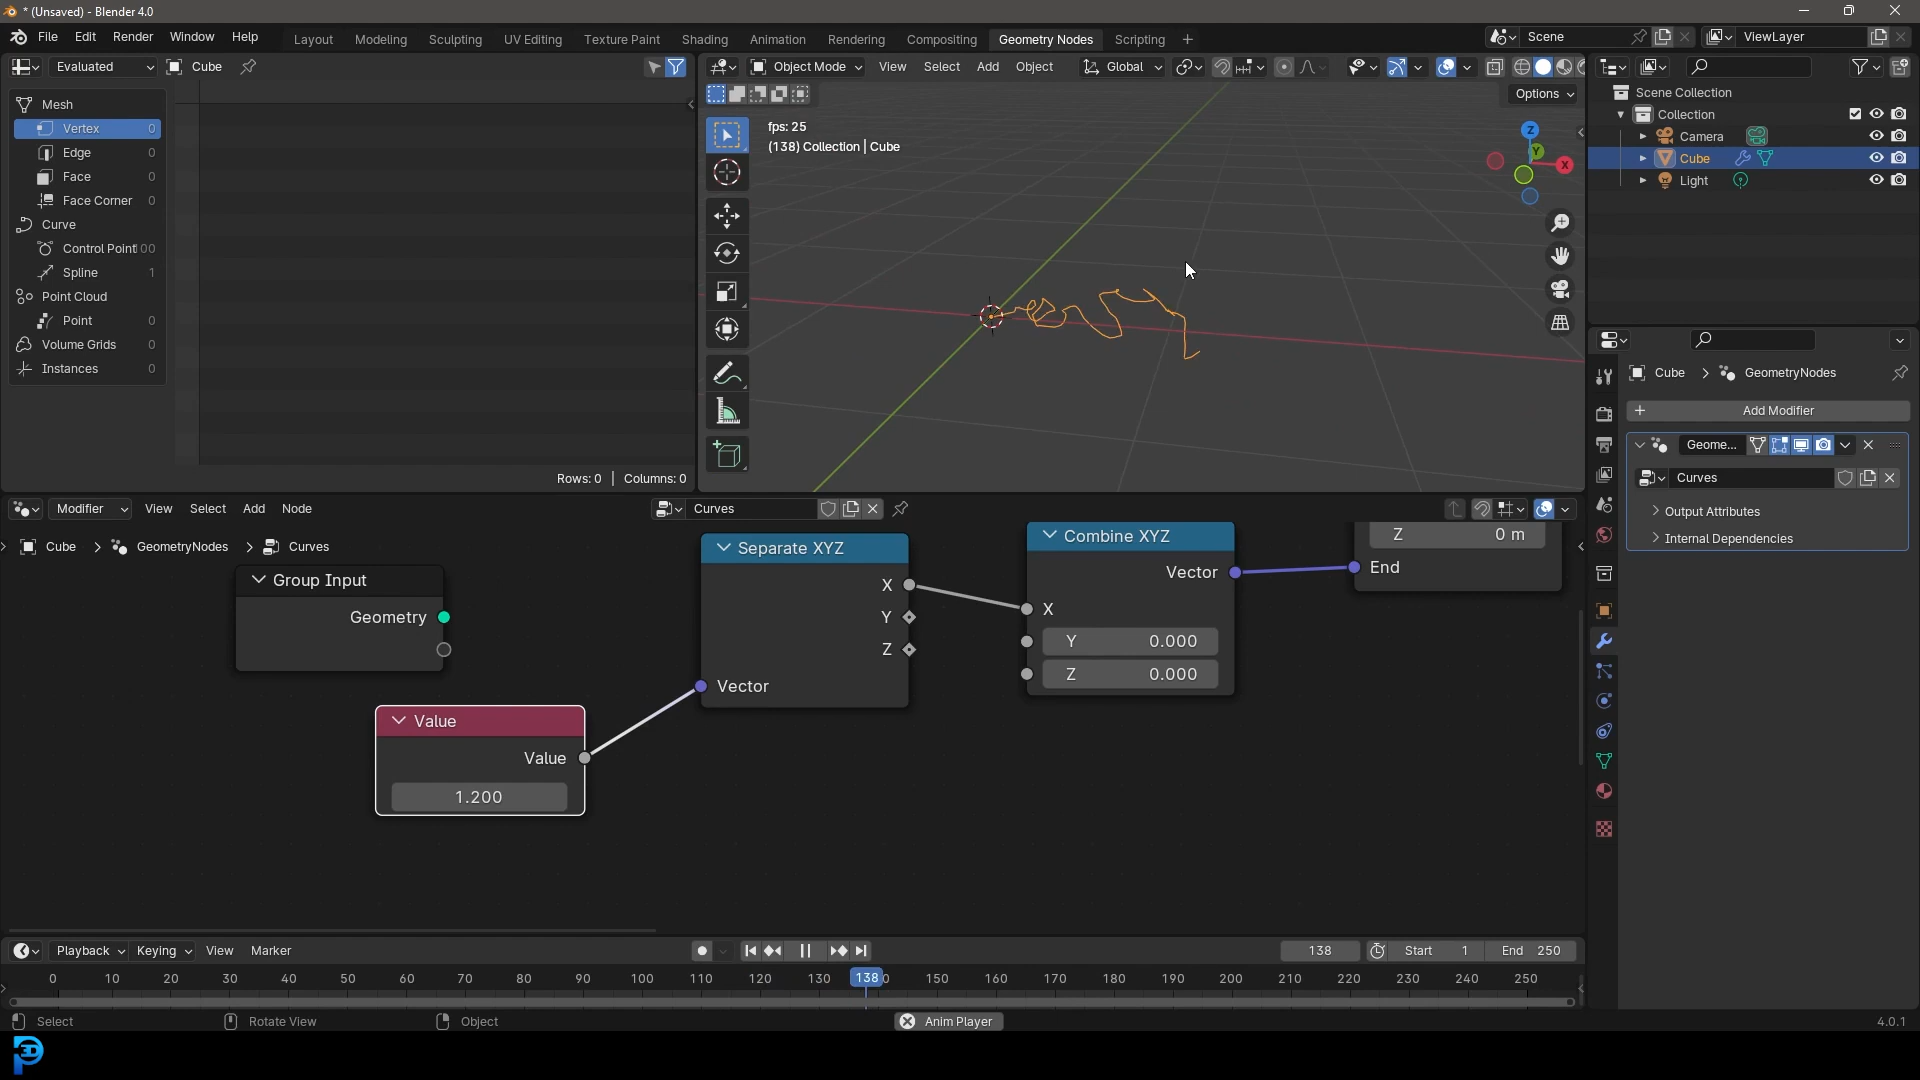 * (Unsaved) - Blender 4.0
File Edit Render Window Help
Layout Modeling Sculpting UV Editing Texture Paint Shading Animation Rendering Compositing Geometry Nodes Scripting +
Scene
ViewLayer
Evaluated
Cube
Object Mode View Select Add Object
Global
Options
Mesh
Vertex 0
Edge 0
Face 0
Face Corner 0
Curve
Spline 1
Point Cloud
Point 0
Volume Grids 0
Instances 0
Rows: 0 | Columns: 0
fps: 25
(138) Collection | Cube
Z
Y
X
Scene Collection
Collection
Camera
Cube
Light
Cube > GeometryNodes
+ Add Modifier
Geome...
Curves
Output Attributes
Internal Dependencies
Modifier View Select Add Node
Curves
Cube > GeometryNodes > Curves
Group Input
Geometry
Value
Value
1.200
Separate XYZ
X
Y
Z
Vector
Combine XYZ
Vector
X
Y 0.000
Z 0.000
Z 0 m
End
Playback Keying View Marker
138
Start 1
End 250
0 10 20 30 40 50 60 70 80 90 100 110 120 130 138 150 160 170 180 190 200 210 220 230 240 250
Select
Rotate View
Object
Anim Player
4.0.1